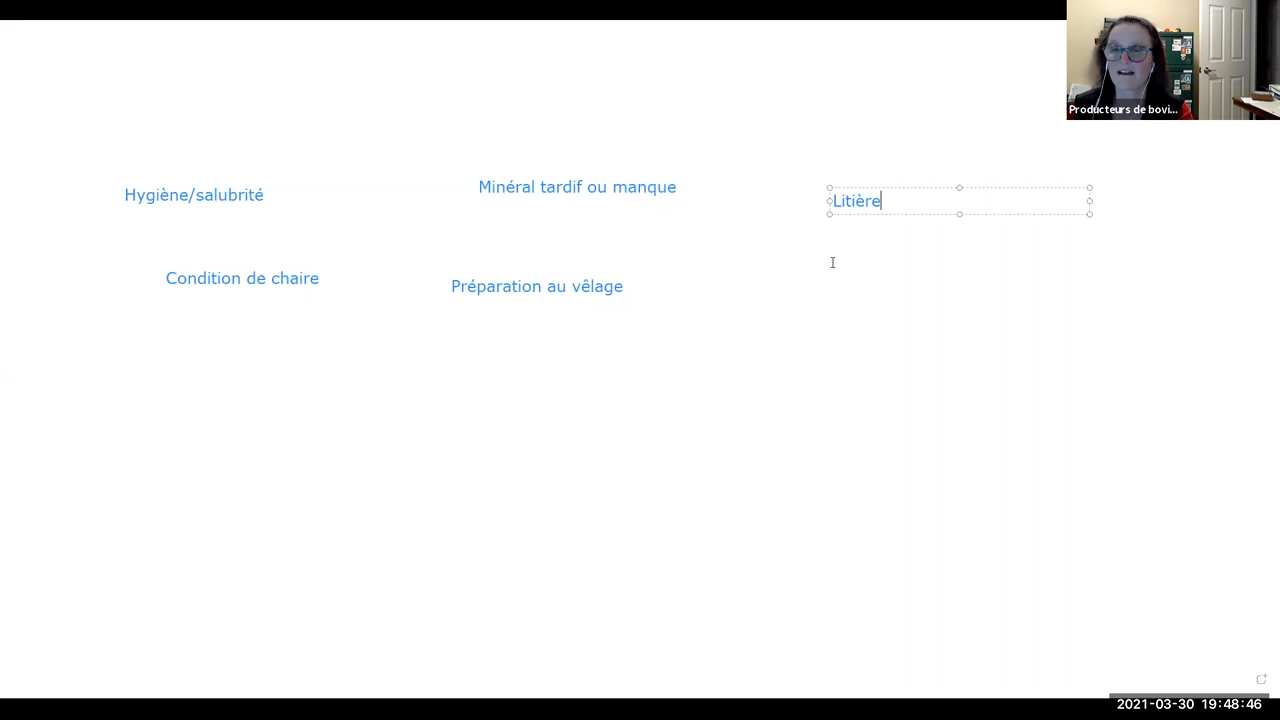 Producteurs de bovi...
Hygiène/salubrité
Minéral tardif ou manque
Litière
Condition de chaire
Préparation au vêlage
2021-03-30 19:48:46